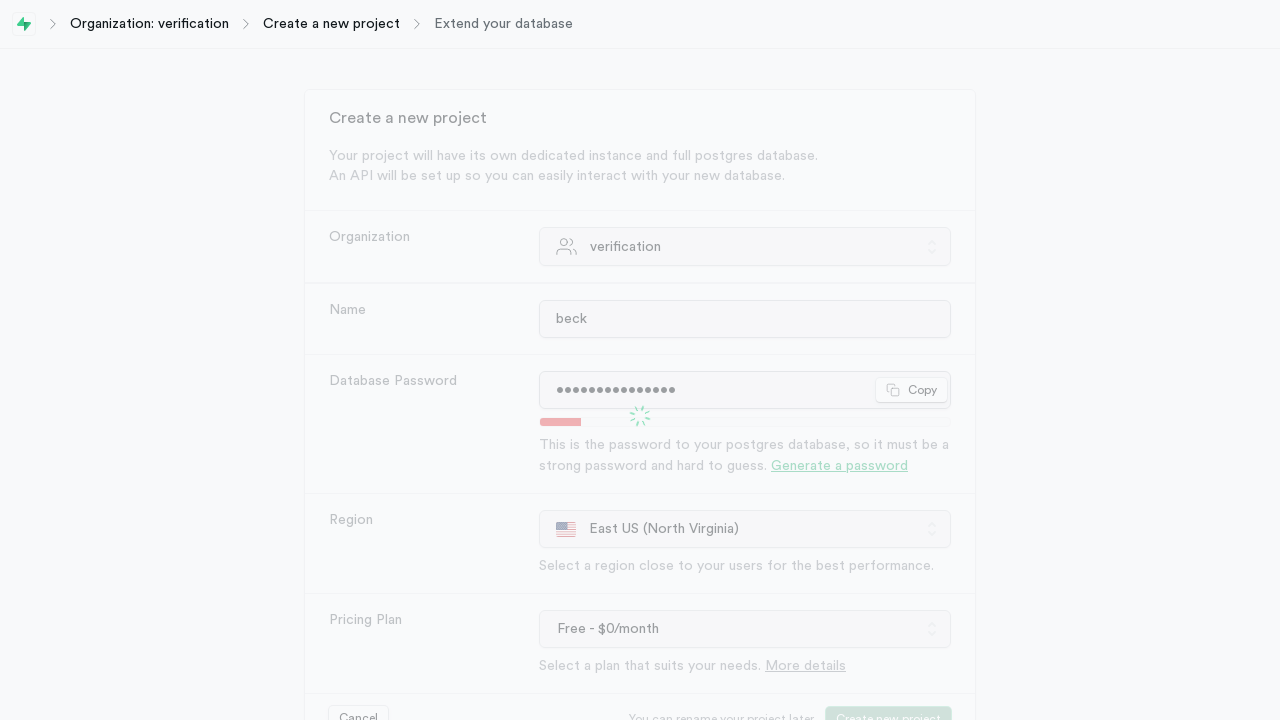 Organization: verification
Create a new project
Extend your database
Create a new project
Your project will have its own dedicated instance and full postgres database.
An API will be set up so you can easily interact with your new database.
Organization
verification
Name
beck
Database Password
•••••••••••••••
Copy
This is the password to your postgres database, so it must be a
strong password and hard to guess. Generate a password
Region
East US (North Virginia)
Select a region close to your users for the best performance.
Pricing Plan
Free - $0/month
Select a plan that suits your needs. More details
Cancel
You can rename your project later
Create new project